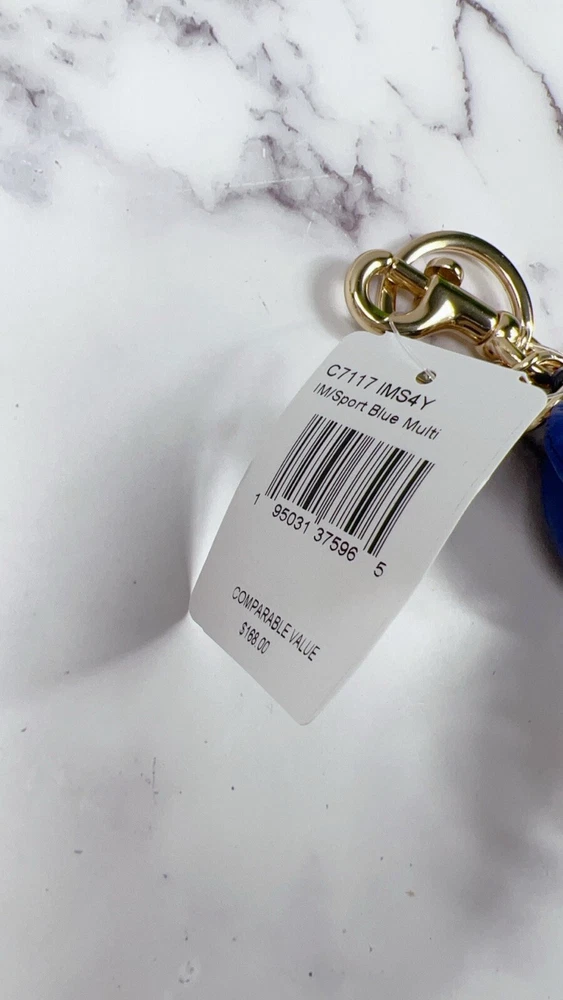 C7117 IMS4Y
IM/Sport Blue Multi
1 95031 37596 5
COMPARABLE VALUE
$168.00